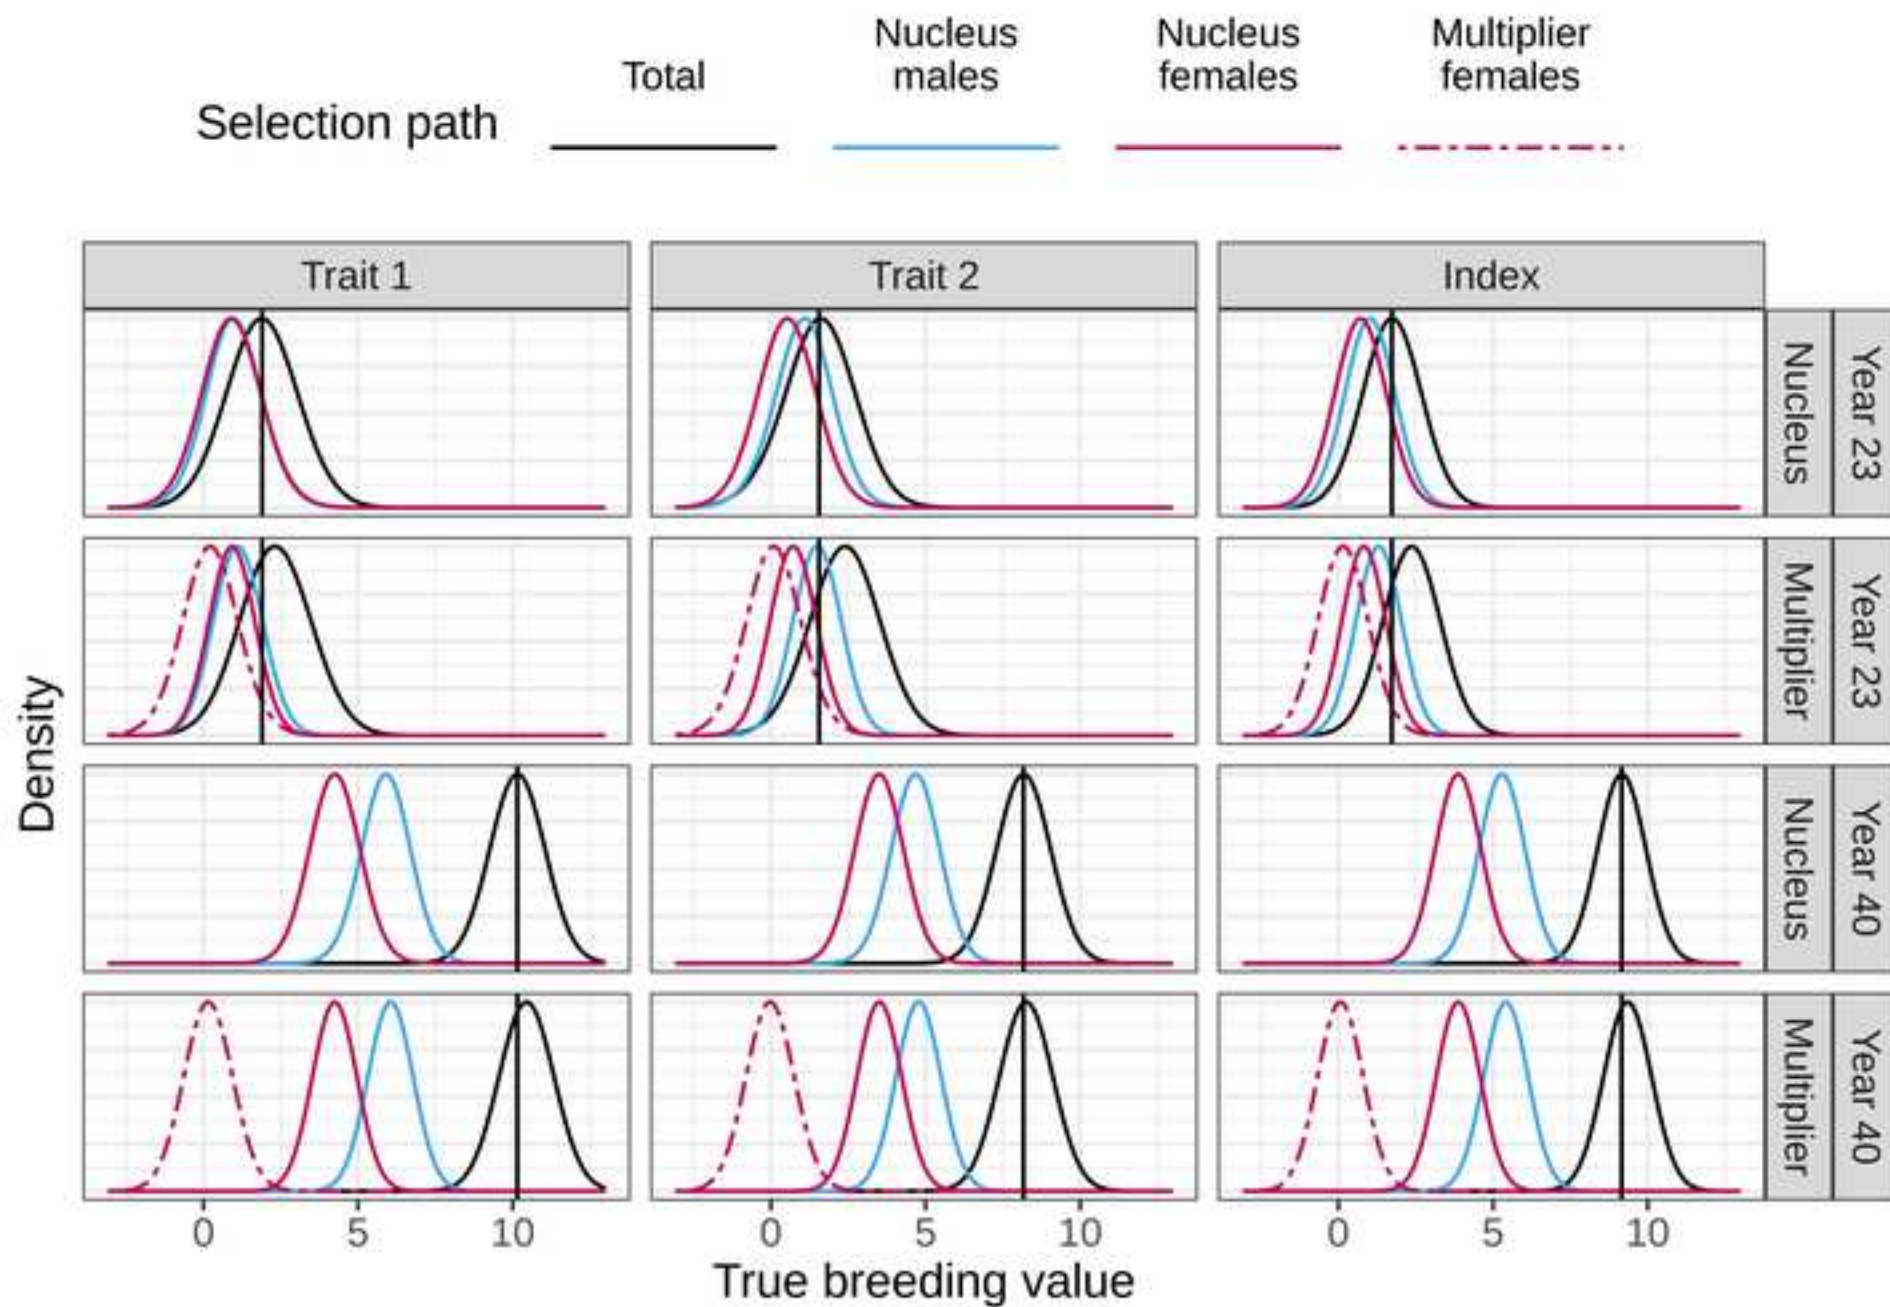 Selection path
Total
Nucleus
males
Nucleus
females
Multiplier
females
Trait 1
Trait 2
Index
Nucleus
Year 23
Multiplier
Year 23
Nucleus
Year 40
Multiplier
Year 40
Density
0 5 10
0 5 10
0 5 10
True breeding value